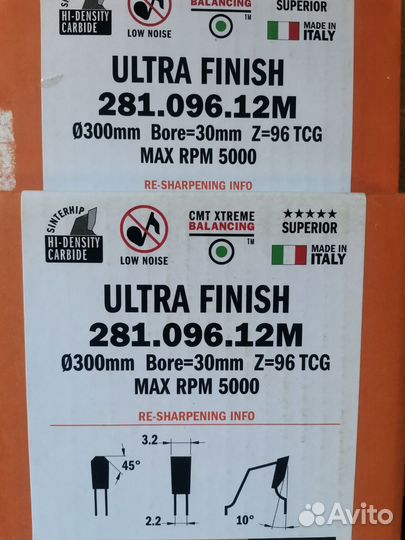 SINTERHIP
HI-DENSITY
CARBIDE
LOW NOISE
BALANCING
TM
SUPERIOR
MADE IN
ITALY
ULTRA FINISH
281.096.12M
Ø300mm Bore=30mm Z=96 TCG
MAX RPM 5000
RE-SHARPENING INFO
SINTERHIP
HI-DENSITY
CARBIDE
LOW NOISE
CMT XTREME
BALANCING
TM
★★★★★
SUPERIOR
MADE IN
ITALY
ULTRA FINISH
281.096.12M
Ø300mm Bore=30mm Z=96 TCG
MAX RPM 5000
RE-SHARPENING INFO
45°
3.2
2.2
10°
Avito